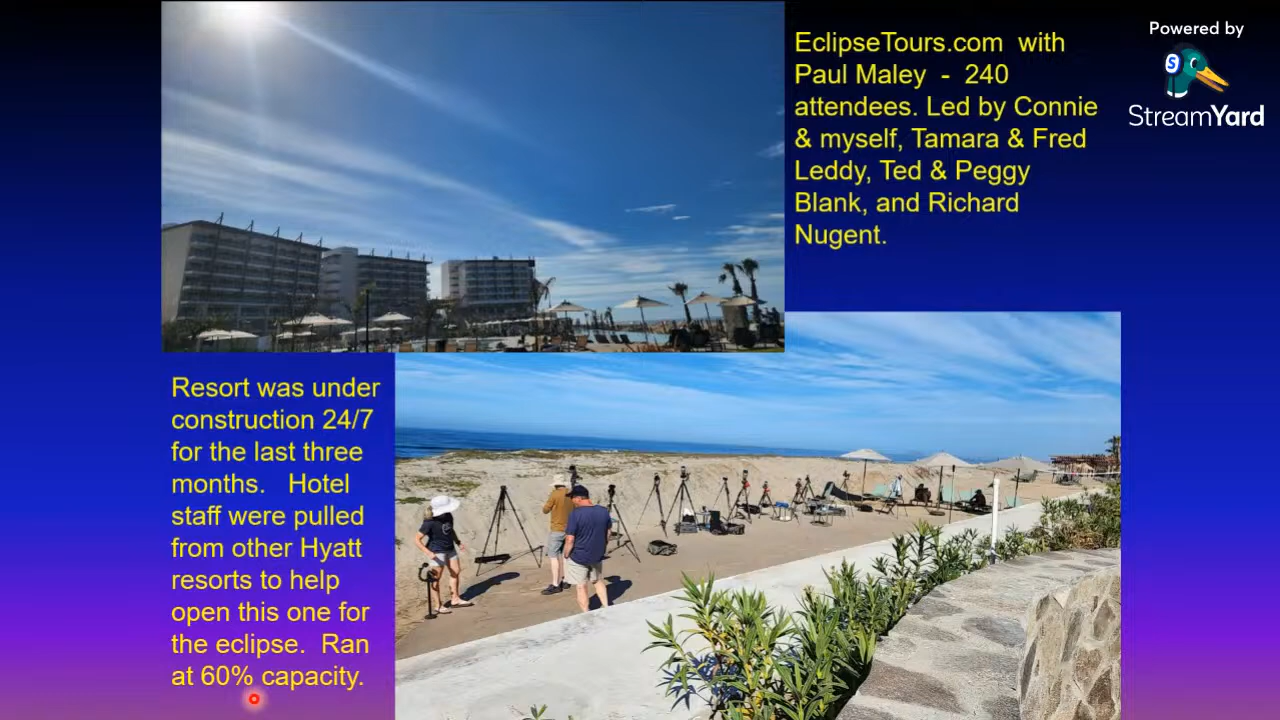 EclipseTours.com with
Paul Maley - 240
attendees. Led by Connie
& myself, Tamara & Fred
Leddy, Ted & Peggy
Blank, and Richard
Nugent.
Powered by
S
StreamYard
Resort was under
construction 24/7
for the last three
months. Hotel
staff were pulled
from other Hyatt
resorts to help
open this one for
the eclipse. Ran
at 60% capacity.